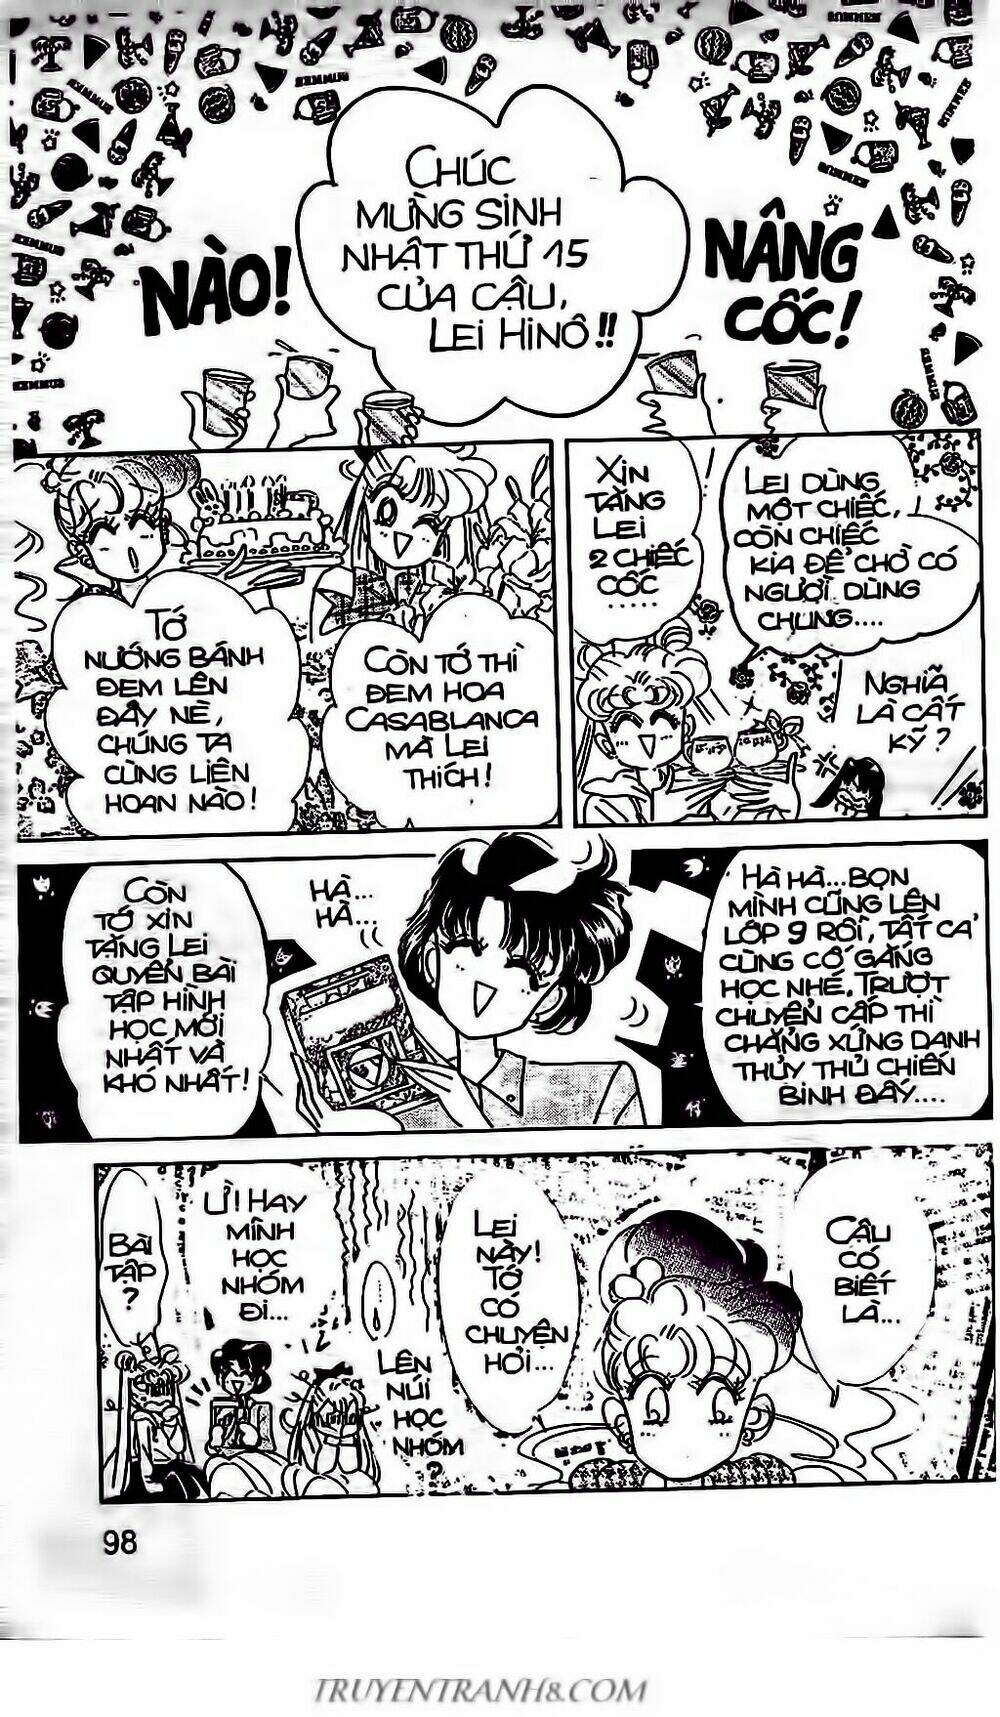 CHÚC
MỪNG SINH
NHẬT THỨ 15
CỦA CẬU,
LEI HINÔ!!
NÀO!
NÂNG
CỐC!
TỚ
NƯỚNG BÁNH
ĐEM LÊN
ĐÂY NÈ,
CHÚNG TA
CÙNG LIÊN
HOAN NÀO!
CÒN TỚ THÌ
ĐEM HOA
CASABLANCA
MÀ LEI
THÍCH!
XIN
TẶNG
LEI
2 CHIẾC
CỐC
.....
LEI DÙNG
MỘT CHIẾC,
CÒN CHIẾC
KIA ĐỂ CHỜ CÓ
NGƯỜI DÙNG
CHUNG....
NGHĨA
LÀ CẤT
KỸ?
CÒN
TỚ XIN
TẶNG LEI
QUYỂN BÀI
TẬP HÌNH
HỌC MỚI
NHẤT VÀ
KHÓ NHẤT!
HÀ...
HÀ...
HÀ HÀ...BỌN
MÌNH CŨNG LÊN
LỚP 9 RỒI, TẤT CẢ
CÙNG CỐ GẮNG
HỌC NHÉ, TRƯỢT
CHUYỂN CẤP THÌ
CHẲNG XỨNG DANH
THỦY THỦ CHIẾN
BINH ĐẤY....
BÀI
TẬP
?
Ừ! HAY
MÌNH
HỌC
NHÓM
ĐI...
LÊN
NÚI
HỌC
NHÓM
?
LEI
NÀY!
TỚ
CÓ
CHUYỆN
HỎI...
CẬU
CÓ
BIẾT
LÀ...
98
TRUYENTRANH8.COM